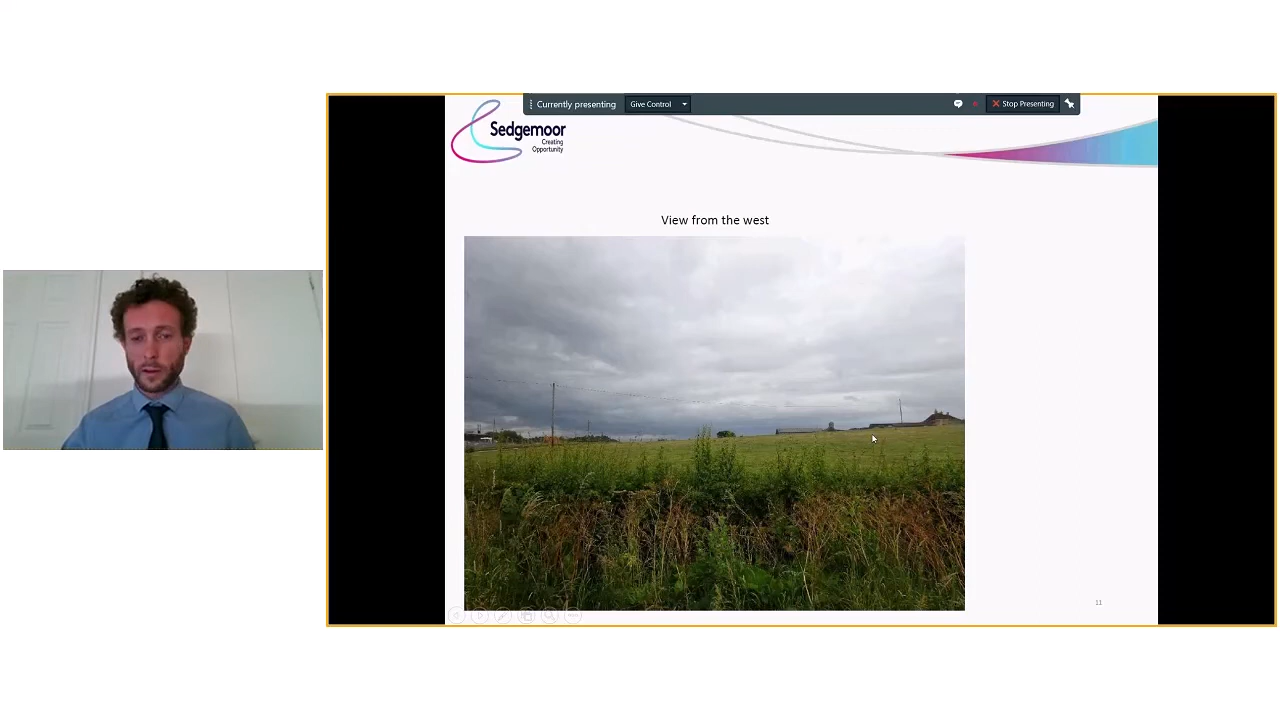 Currently presenting
Give Control
Stop Presenting
Sedgemoor
Creating
Opportunity
View from the west
11